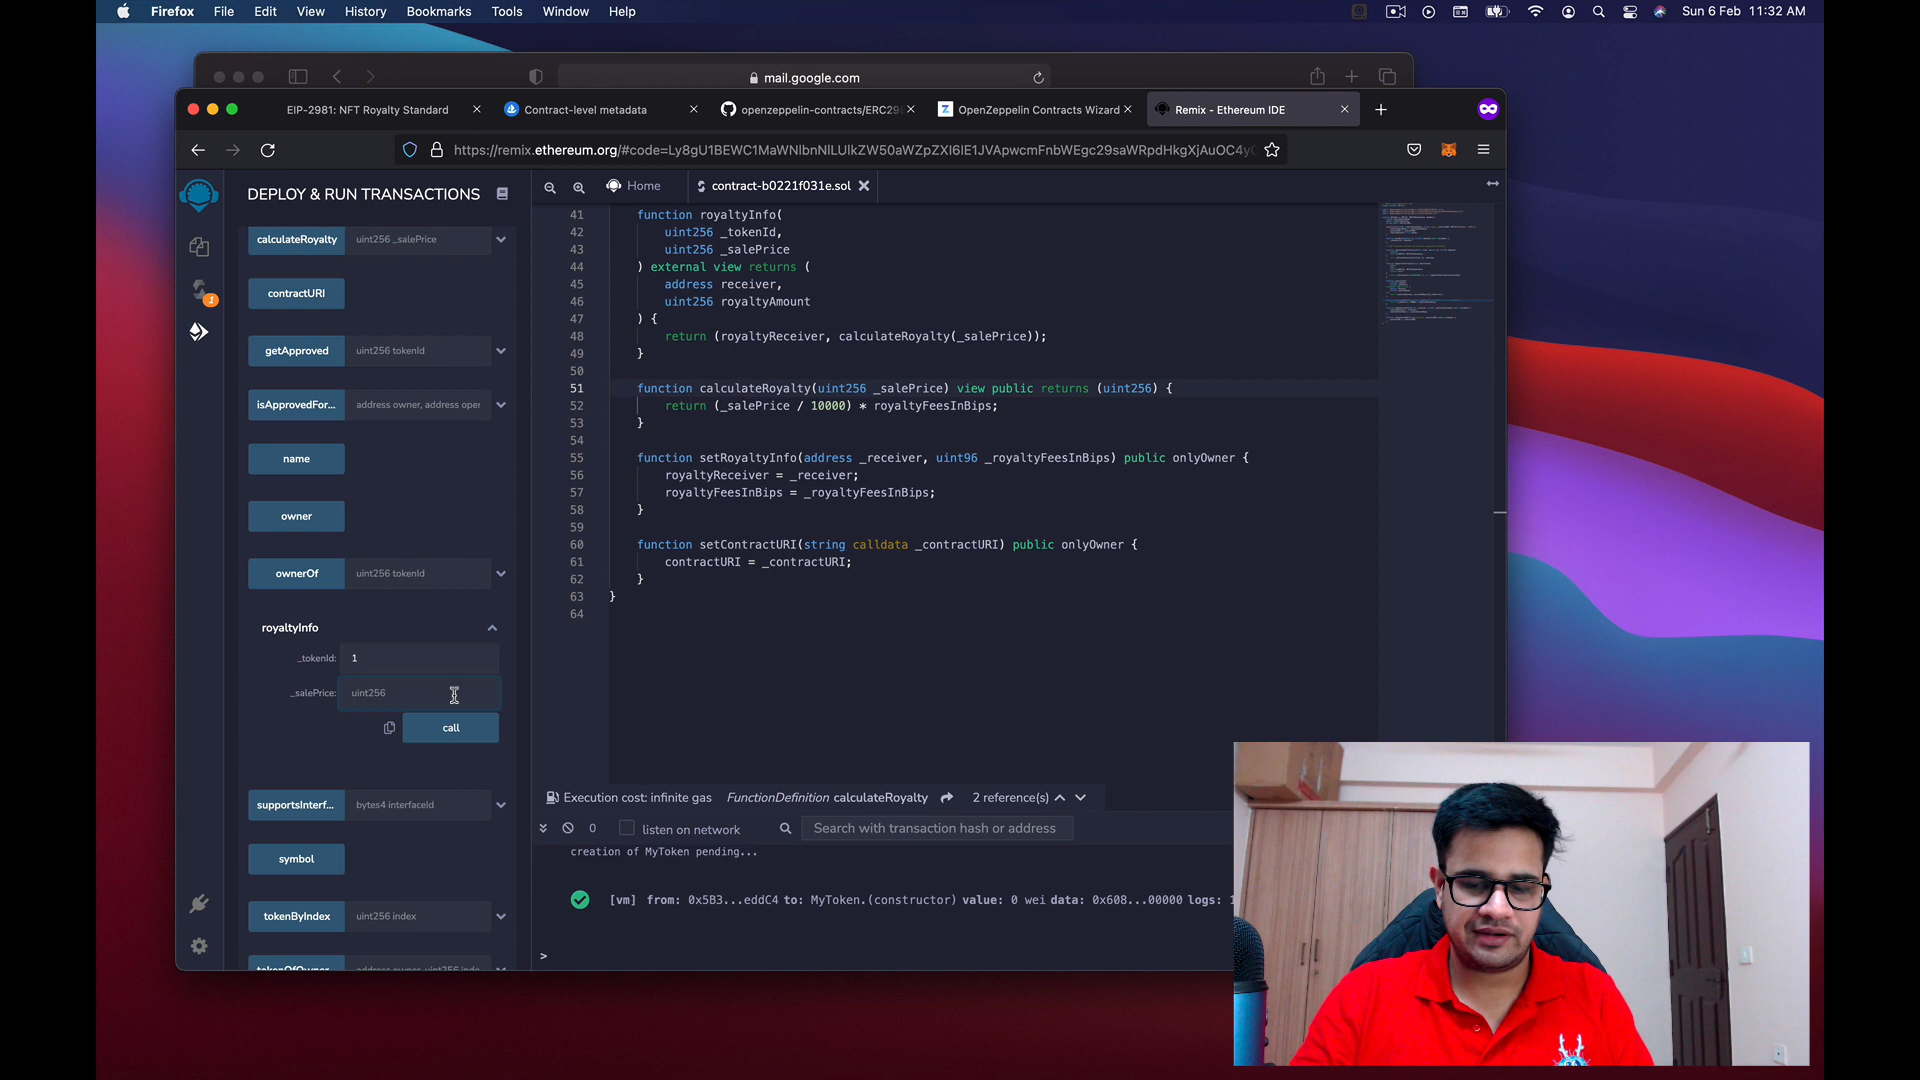 Firefox File Edit View History Bookmarks Tools Window Help
Sun 6 Feb 11:32 AM
mail.google.com
EIP-2981: NFT Royalty Standard
Contract-level metadata
openzeppelin-contracts/ERC298
OpenZeppelin Contracts Wizard
Remix - Ethereum IDE
DEPLOY & RUN TRANSACTIONS
calculateRoyalty uint256 _salePrice
contractURI
getApproved uint256 tokenId
isApprovedFor... address owner, address oper
name
owner
ownerOf uint256 tokenId
royaltyInfo
_tokenId: 1
_salePrice: uint256
call
supportsInterf... bytes4 interfaceId
symbol
tokenByIndex uint256 index
1
Home
contract-b0221f031e.sol
41 function royaltyInfo(
42 uint256 _tokenId,
43 uint256 _salePrice
44 ) external view returns (
45 address receiver,
46 uint256 royaltyAmount
47 ) {
48 return (royaltyReceiver, calculateRoyalty(_salePrice));
49 }
50
51 function calculateRoyalty(uint256 _salePrice) view public returns (uint256) {
52 return (_salePrice / 10000) * royaltyFeesInBips;
53 }
54
55 function setRoyaltyInfo(address _receiver, uint96 _royaltyFeesInBips) public onlyOwner {
56 royaltyReceiver = _receiver;
57 royaltyFeesInBips = _royaltyFeesInBips;
58 }
59
60 function setContractURI(string calldata _contractURI) public onlyOwner {
61 contractURI = _contractURI;
62 }
63 }
64
Execution cost: infinite gas FunctionDefinition calculateRoyalty 2 reference(s)
0 listen on network Search with transaction hash or address
creation of MyToken pending...
[vm] from: 0x5B3...eddC4 to: MyToken.(constructor) value: 0 wei data: 0x608...00000 logs: 1
>